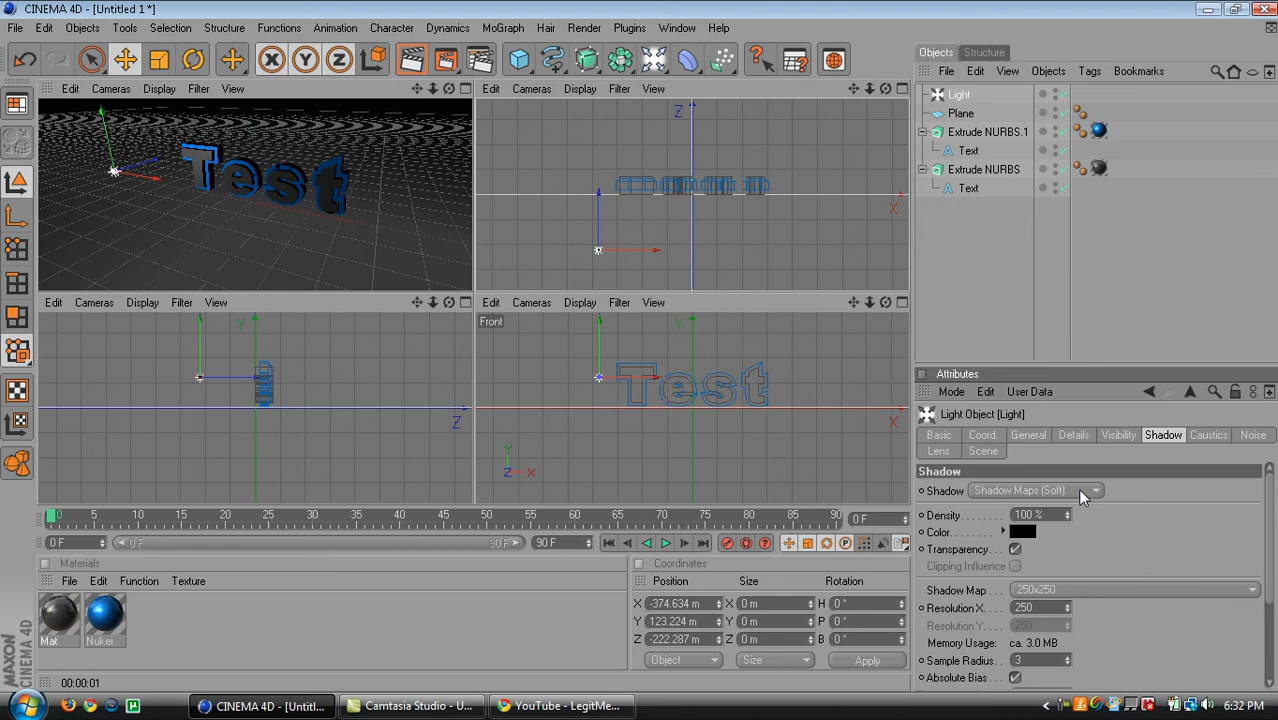 CINEMA 4D - [Untitled 1 *]
File Edit Objects Tools Selection Structure Functions Animation Character Dynamics MoGraph Hair Render Plugins Window Help
X Y Z
Objects Structure
File Edit View Objects Tags Bookmarks
Edit Cameras Display Filter View
Edit Cameras Display Filter View
Light
Plane
Extrude NURBS.1
Text
Extrude NURBS
Text
Test
Z
X
Edit Cameras Display Filter View
Edit Cameras Display Filter View
Y
Z
Front
Y
X
Test
Y
Z X
Attributes
Mode Edit User Data
Light Object [Light]
Basic Coord. General Details Visibility Shadow Caustics Noise
Lens Scene
Shadow
Shadow Shadow Maps (Soft)
Density 100 %
Color
Transparency
Clipping Influence
Shadow Map 250x250
Resolution X 250
Resolution Y 250
Memory Usage: ca. 3.0 MB
Sample Radius 3
Absolute Bias
0 5 10 15 20 25 30 35 40 45 50 55 60 65 70 75 80 85 90 0 F
0 F 0 F 90 F 90 F
Materials
File Edit Function Texture
Mat Nukei
Coordinates
Position Size Rotation
X -374.634 m X 0 m H 0 °
Y 123.224 m Y 0 m P 0 °
Z -222.287 m Z 0 m B 0 °
Object Size Apply
MAXON
CINEMA 4D
00:00:01
CINEMA 4D - [Untitl...
Camtasia Studio - U...
YouTube - LegitMe...
6:32 PM